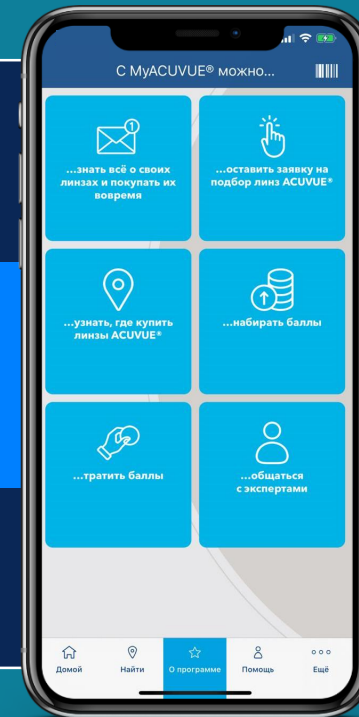 С MyACUVUE® можно...
1
...знать всё о своих
линзах и покупать их
вовремя
...оставить заявку на
подбор линз ACUVUE®
...узнать, где купить
линзы ACUVUE®
...набирать баллы
...тратить баллы
...общаться
с экспертами
Домой
Найти
О программе
Помощь
Ещё